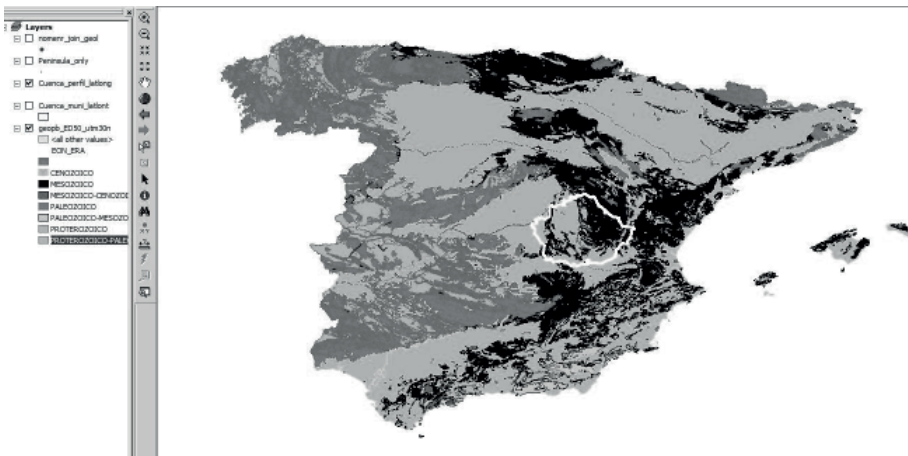 Layers
nomenr_join_geol
Peninsula_only
Cuenca_perfil_latlong
Cuenca_muni_latlont
geopb_ED50_utm30n
<all other values>
EON_ERA
CENOZOICO
MESOZOICO
MESOZOICO-CENOZOI
PALEOZOICO
PALEOZOICO-MESOZO
PROTEROZOICO
PROTEROZOICO-PALE